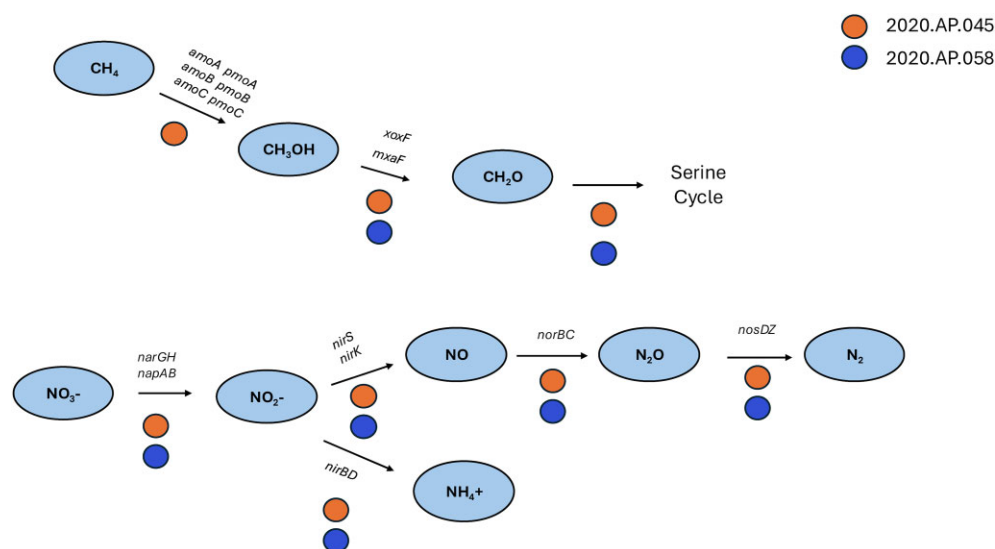 2020.AP.045
2020.AP.058
CH₄
amoA pmoA
amoB pmoB
amoC pmoC
CH₃OH
xoxF
mxaF
CH₂O
Serine
Cycle
NO₃-
narGH
napAB
NO₂-
nirS
nirK
NO
norBC
N₂O
nosDZ
N₂
nirBD
NH₄+